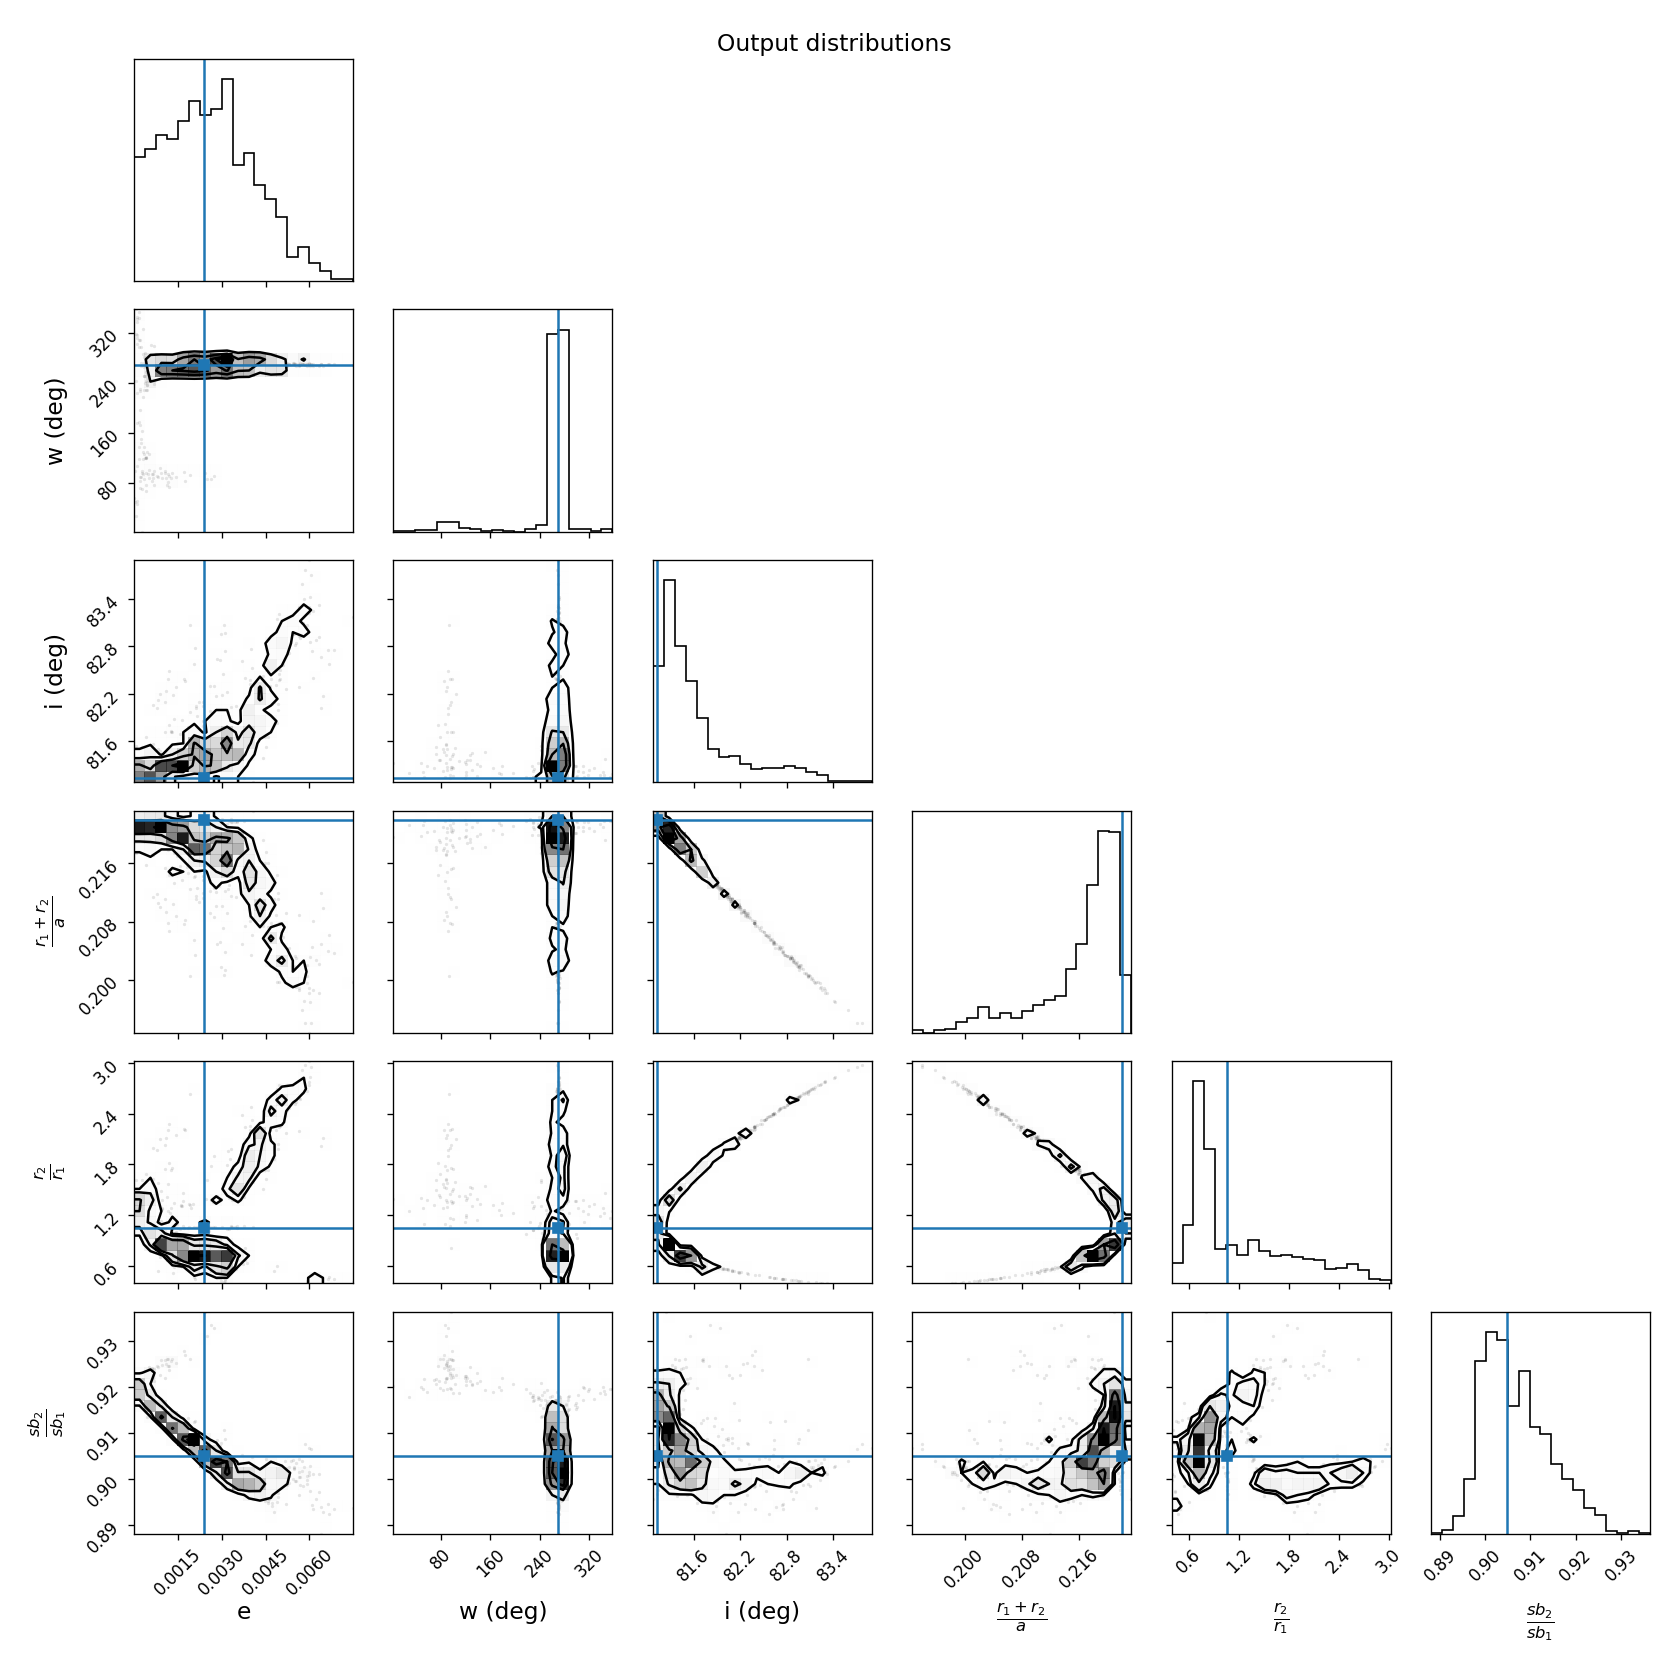 Output distributions
320
240
160
80
w (deg)
83.4
82.8
82.2
81.6
i (deg)
0.216
0.208
0.200
r₁ + r₂
a
3.0
2.4
1.8
1.2
0.6
r₂
r₁
0.93
0.92
0.91
0.90
0.89
sb₂
sb₁
0.0015 0.0030 0.0045 0.0060
80 160 240 320
81.6 82.2 82.8 83.4
0.200 0.208 0.216
0.6 1.2 1.8 2.4 3.0
0.89 0.90 0.91 0.92 0.93
e
w (deg)
i (deg)
r₁ + r₂
a
r₂
r₁
sb₂
sb₁